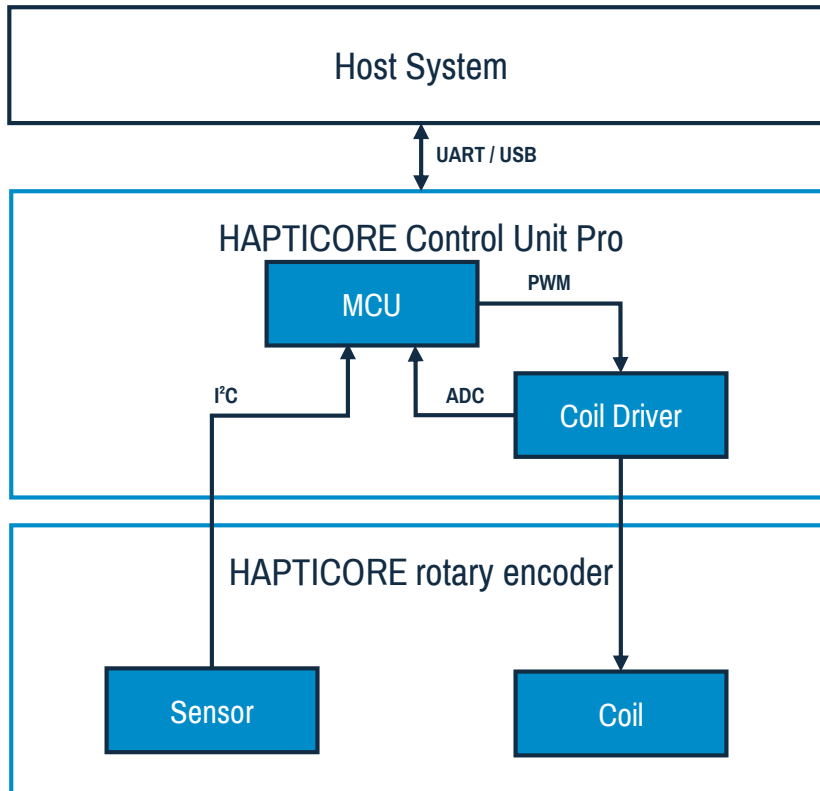 Host System
UART / USB
HAPTICORE Control Unit Pro
MCU
PWM
I²C
ADC
Coil Driver
HAPTICORE rotary encoder
Sensor
Coil